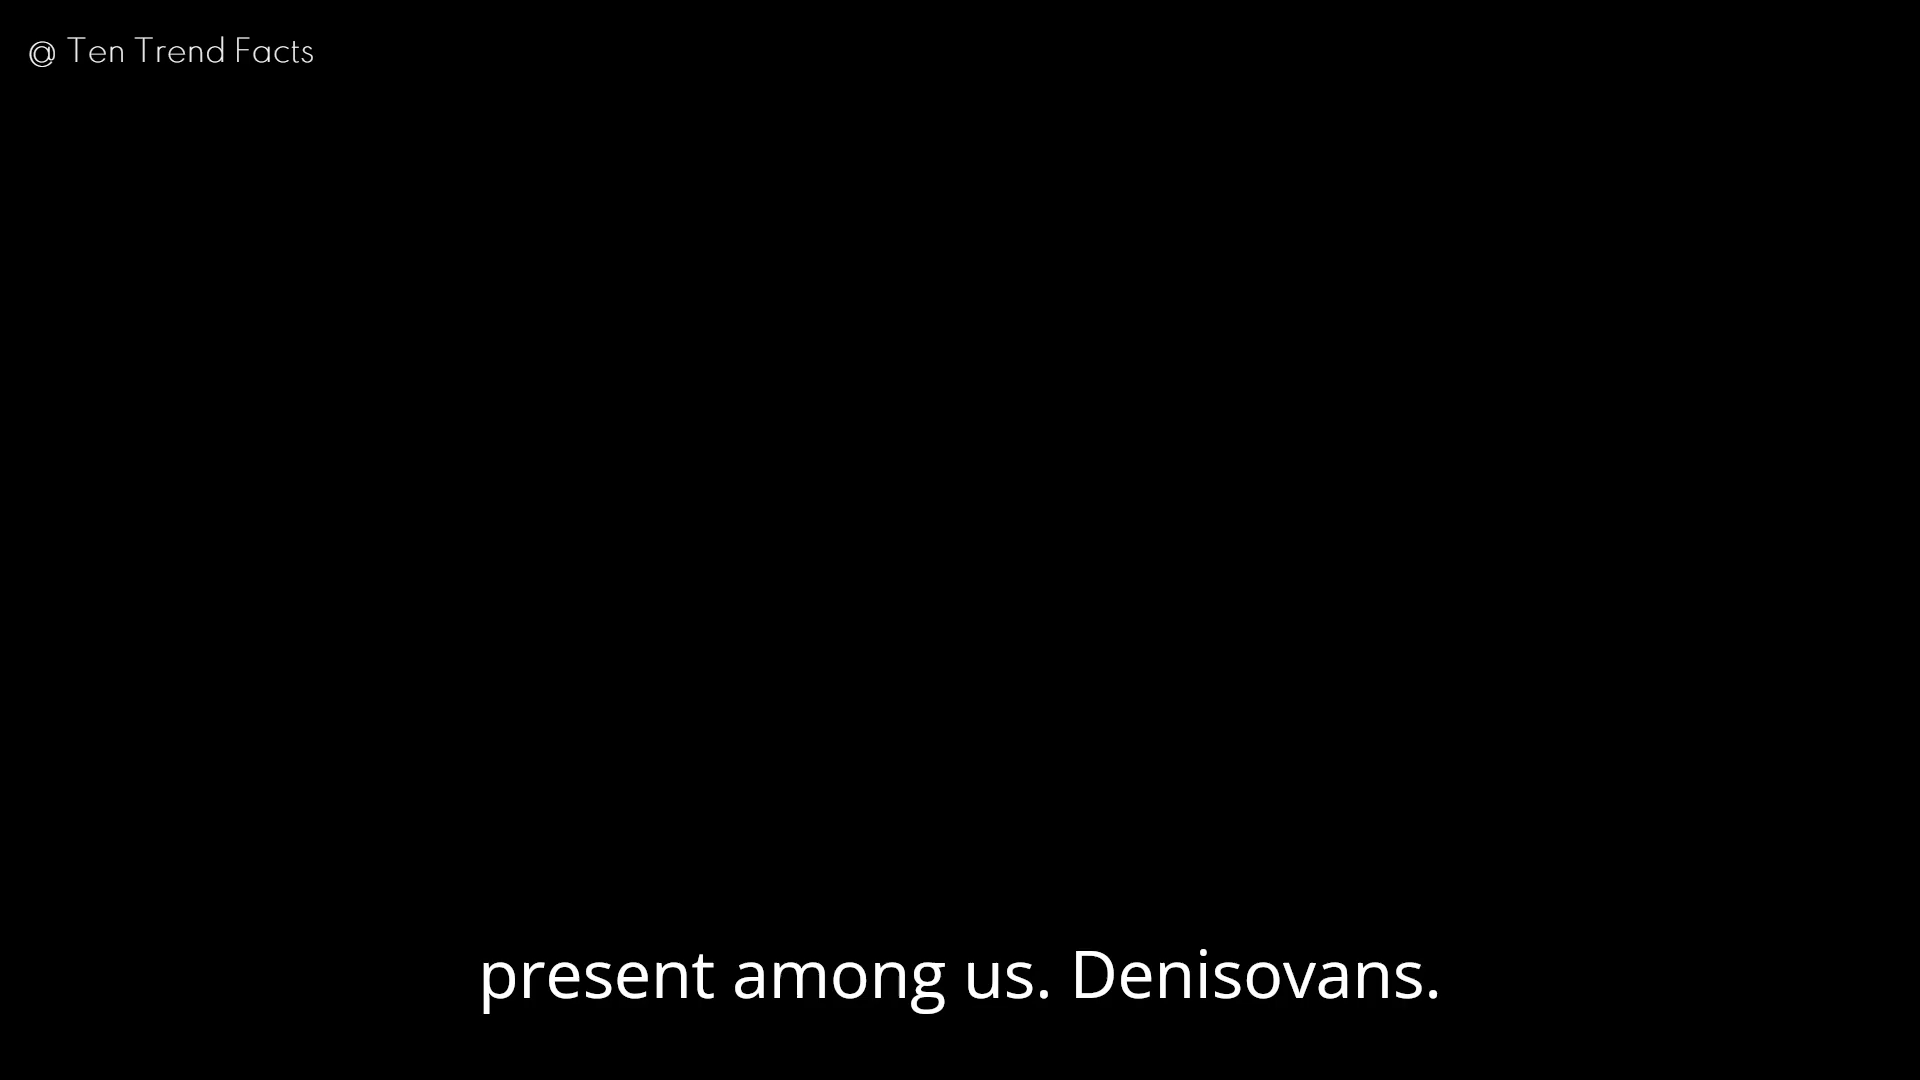 @ Ten Trend Facts
present among us. Denisovans.